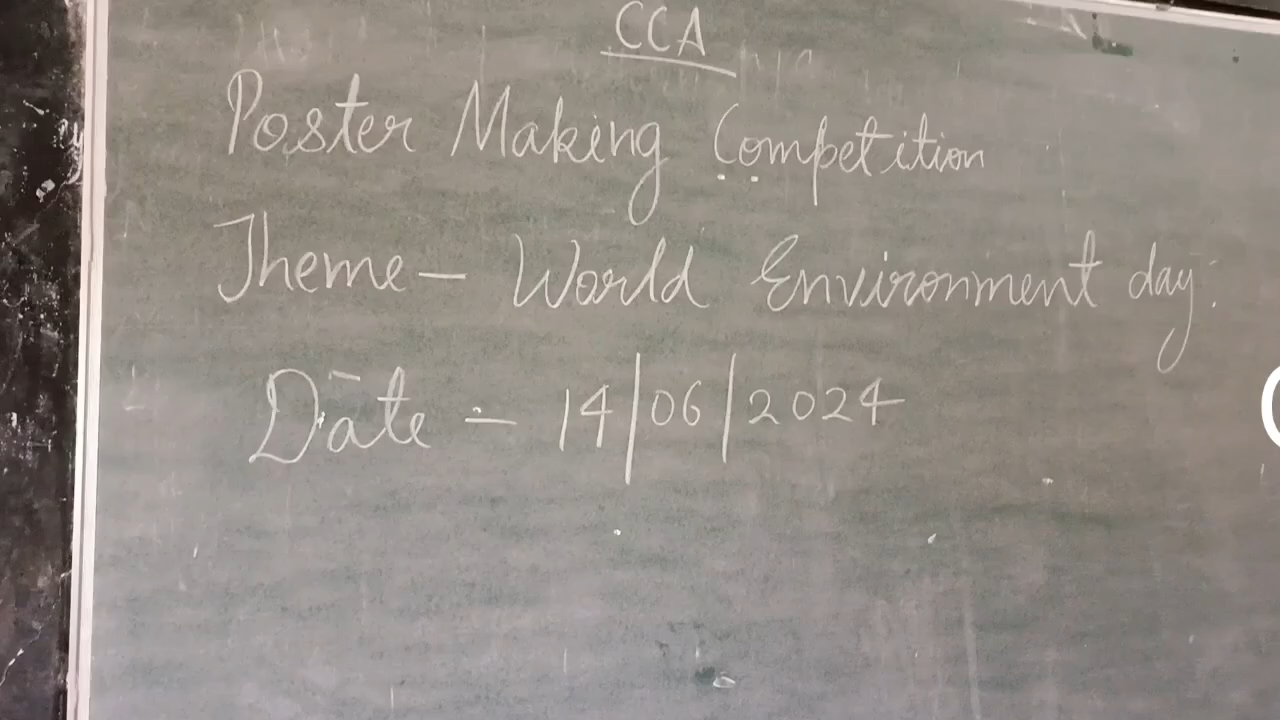 CCA
Poster Making Competition
Theme - World Environment day.
Date - 14/06/2024